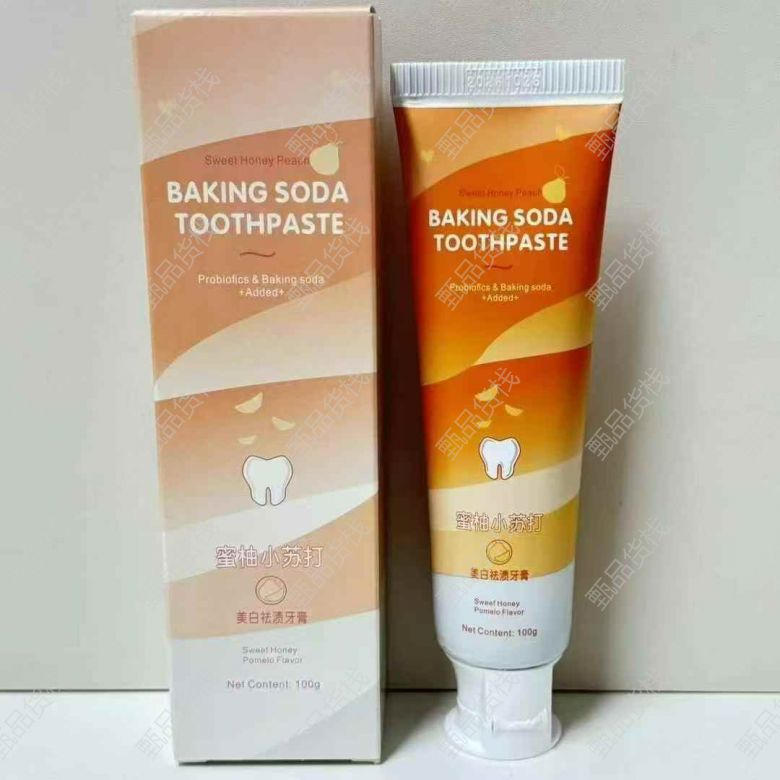 Sweet Honey Peach
BAKING SODA
TOOTHPASTE
Probiotics & Baking soda
+Added+
蜜柚小苏打
美白祛渍牙膏
Sweet Honey
Pomelo Flavor
Net Content: 100g
20261026
Sweet Honey Peach
BAKING SODA
TOOTHPASTE
Probiotics & Baking soda
+Added+
蜜柚小苏打
美白祛渍牙膏
Sweet Honey
Pomelo Flavor
Net Content: 100g
甄品货栈